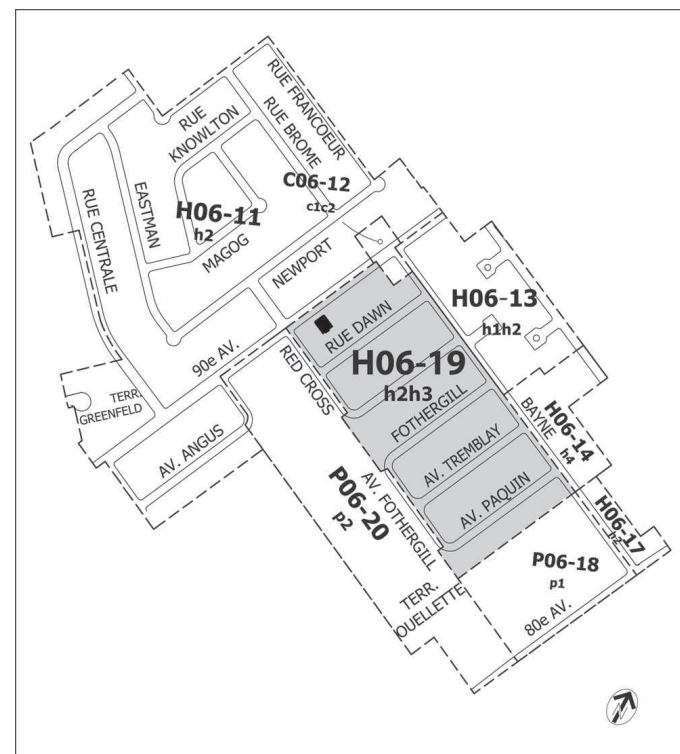 RUE FRANCOEUR
RUE
KNOWLTON
RUE BROME
C06-12
c1c2
EASTMAN
H06-11
h2
RUE CENTRALE
MAGOG
NEWPORT
H06-13
h1h2
RUE DAWN
90e AV.
RED CROSS
H06-19
h2h3
TERR.
GREENFELD
FOTHERGILL
BAYNE
H06-14
h4
AV. ANGUS
AV. TREMBLAY
P06-20
p2
AV. FOTHERGILL
AV. PAQUIN
H06-17
h2
P06-18
p1
TERR.
OUELLETTE
80e AV.